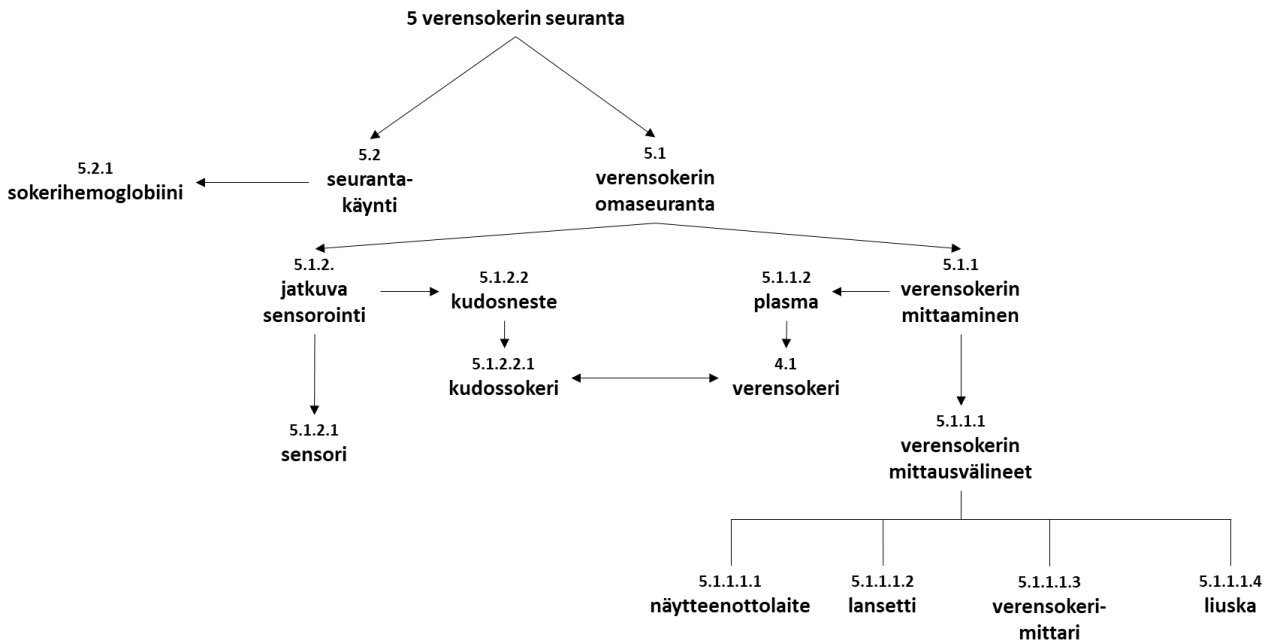 5 verensokerin seuranta
5.2
seuranta-
käynti
5.1
verensokerin
omaseuranta
5.2.1
sokerihemoglobiini
5.1.2.
jatkuva
sensorointi
5.1.2.2
kudosneste
5.1.1.2
plasma
5.1.1
verensokerin
mittaaminen
5.1.2.2.1
kudossokeri
4.1
verensokeri
5.1.2.1
sensori
5.1.1.1
verensokerin
mittausvälineet
5.1.1.1.1
näytteenottolaite
5.1.1.1.2
lansetti
5.1.1.1.3
verensokeri-
mittari
5.1.1.1.4
liuska